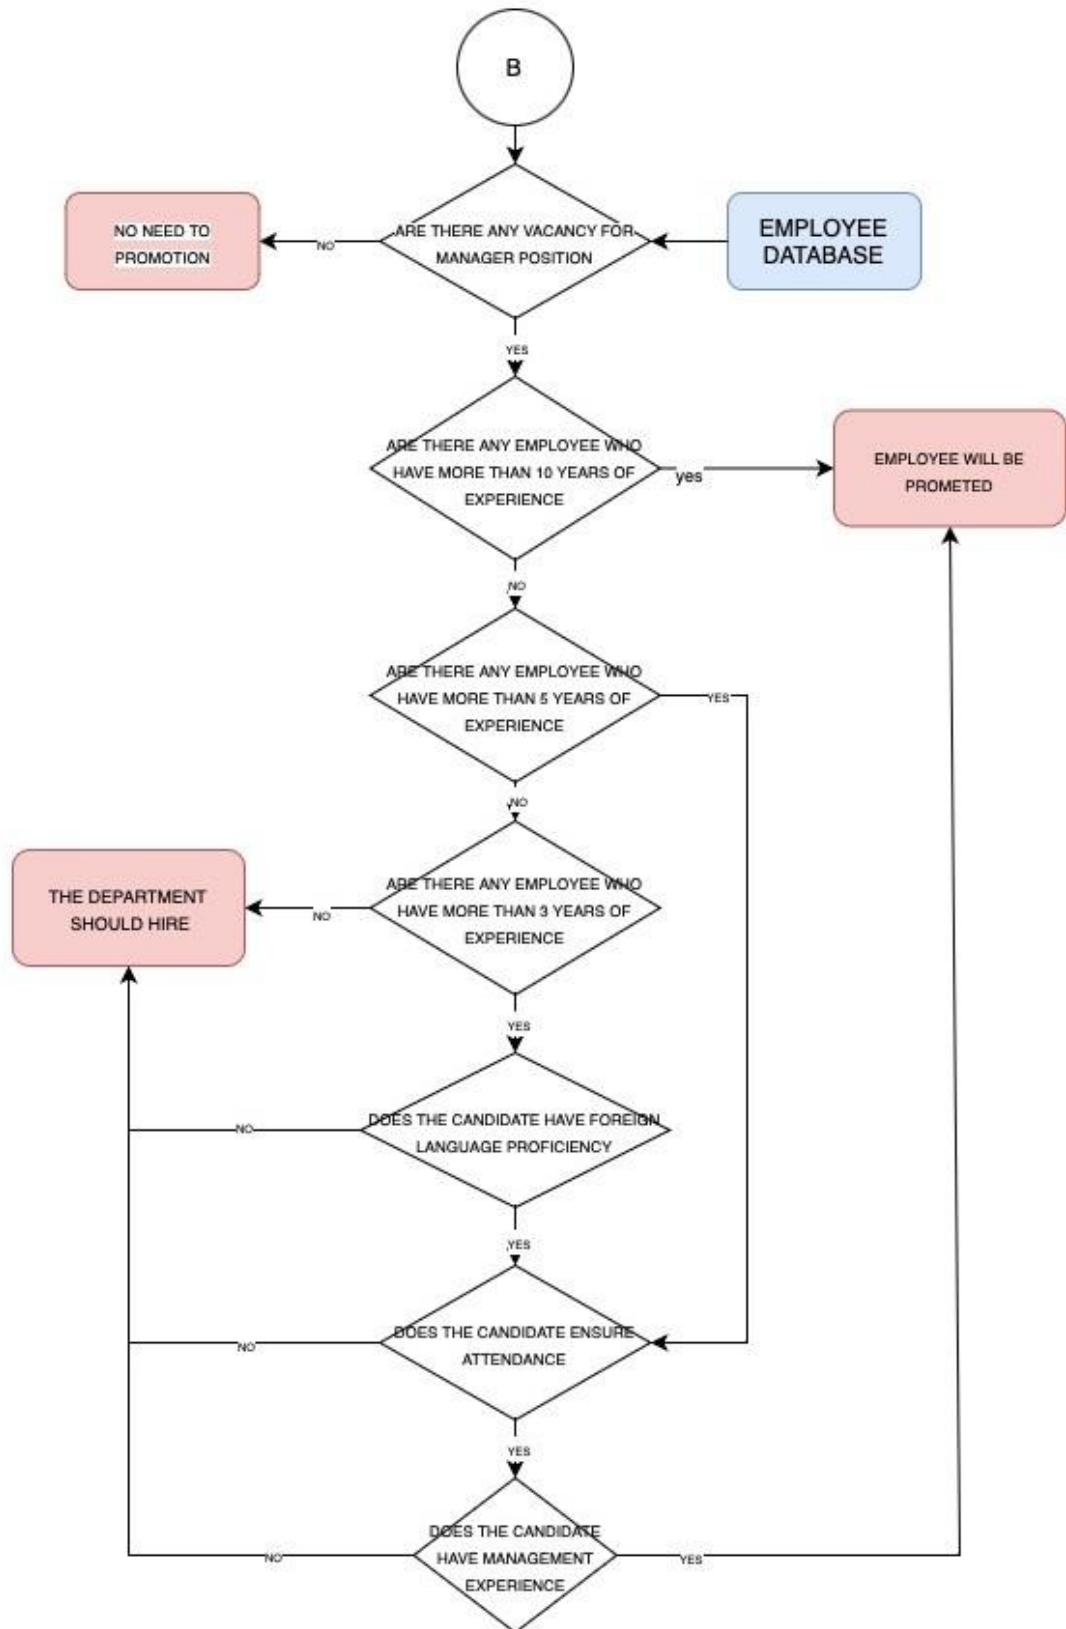 B
ARE THERE ANY VACANCY FOR
MANAGER POSITION
NO NEED TO
PROMOTION
NO
EMPLOYEE
DATABASE
YES
ARE THERE ANY EMPLOYEE WHO
HAVE MORE THAN 10 YEARS OF
EXPERIENCE
yes
EMPLOYEE WILL BE
PROMETED
NO
ARE THERE ANY EMPLOYEE WHO
HAVE MORE THAN 5 YEARS OF
EXPERIENCE
YES
NO
ARE THERE ANY EMPLOYEE WHO
HAVE MORE THAN 3 YEARS OF
EXPERIENCE
NO
THE DEPARTMENT
SHOULD HIRE
YES
DOES THE CANDIDATE HAVE FOREIGN
LANGUAGE PROFICIENCY
NO
YES
DOES THE CANDIDATE ENSURE
ATTENDANCE
NO
YES
DOES THE CANDIDATE
HAVE MANAGEMENT
EXPERIENCE
NO
YES